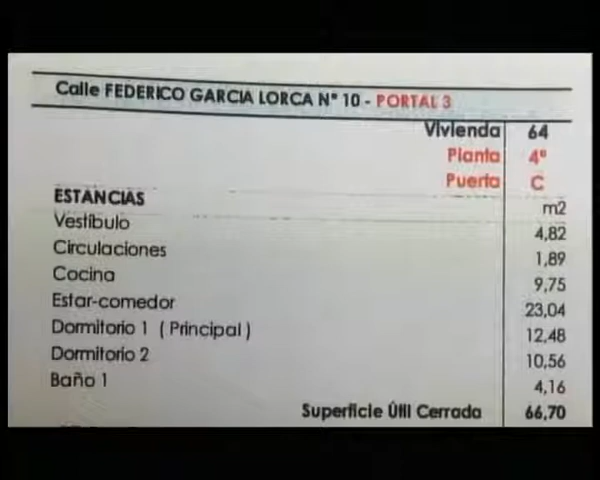 Calle FEDERICO GARCIA LORCA Nº 10 - PORTAL 3
Vivienda 64
Planta 4º
Puerta C
ESTANCIAS m2
Vestíbulo 4,82
Circulaciones 1,89
Cocina 9,75
Estar-comedor 23,04
Dormitorio 1 ( Principal ) 12,48
Dormitorio 2 10,56
Baño 1 4,16
Superficie Útil Cerrada 66,70